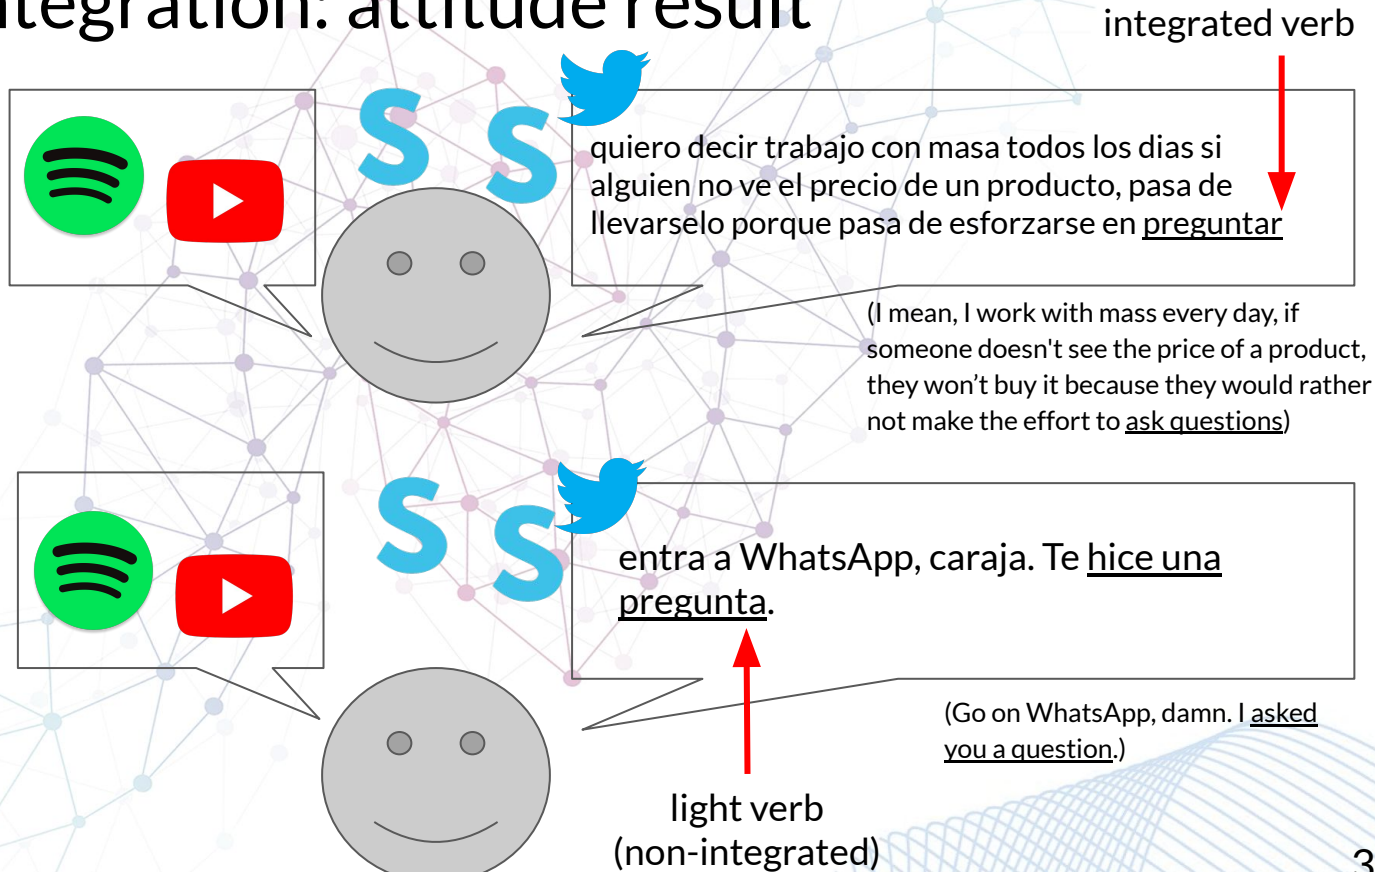 ntegration: attitude result
integrated verb
S S
quiero decir trabajo con masa todos los dias si
alguien no ve el precio de un producto, pasa de
llevarselo porque pasa de esforzarse en preguntar
(I mean, I work with mass every day, if
someone doesn't see the price of a product,
they won’t buy it because they would rather
not make the effort to ask questions)
S S
entra a WhatsApp, caraja. Te hice una
pregunta.
(Go on WhatsApp, damn. I asked
you a question.)
light verb
(non-integrated)
3